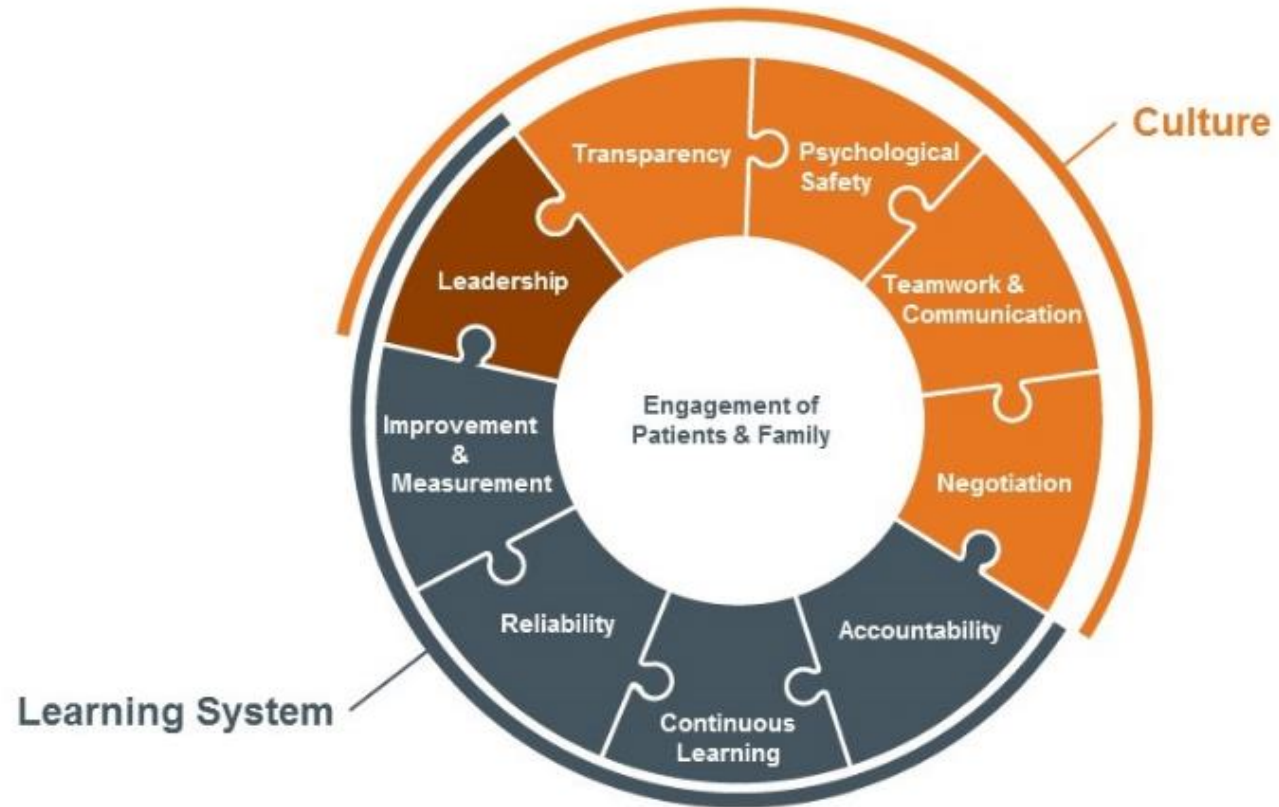 Culture
Transparency
Psychological
Safety
Leadership
Teamwork &
Communication
Engagement of
Patients & Family
Improvement
&
Measurement
Negotiation
Reliability
Accountability
Learning System
Continuous
Learning